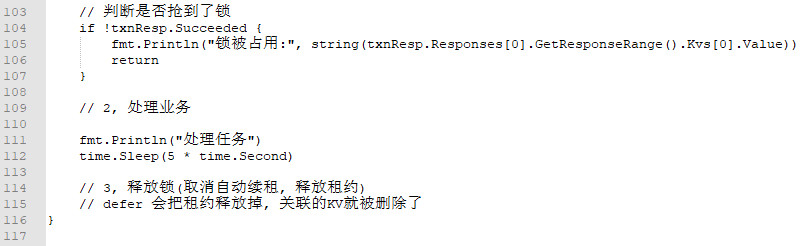 103 // 判断是否抢到了锁
104 if !txnResp.Succeeded {
105 fmt.Println("锁被占用:", string(txnResp.Responses[0].GetResponseRange().Kvs[0].Value))
106 return
107 }
108
109 // 2, 处理业务
110
111 fmt.Println("处理任务")
112 time.Sleep(5 * time.Second)
113
114 // 3, 释放锁(取消自动续租, 释放租约)
115 // defer 会把租约释放掉, 关联的KV就被删除了
116 }
117